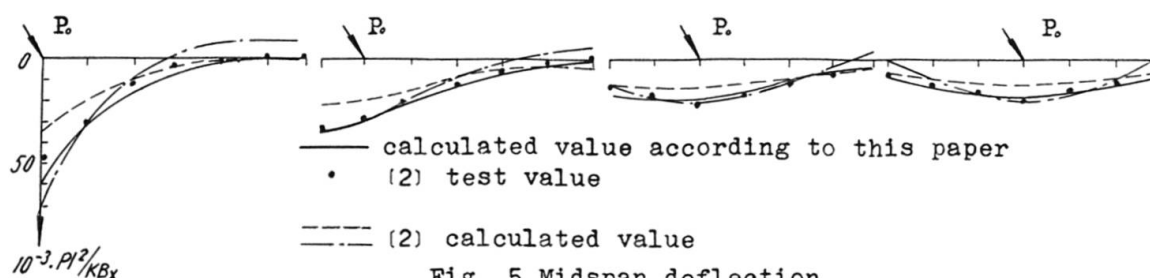 P₀ P₀ P₀ P₀
0
50
calculated value according to this paper
(2) test value
(2) calculated value
10⁻³·Pl²/KBx
Fig. 5 Midspan deflection